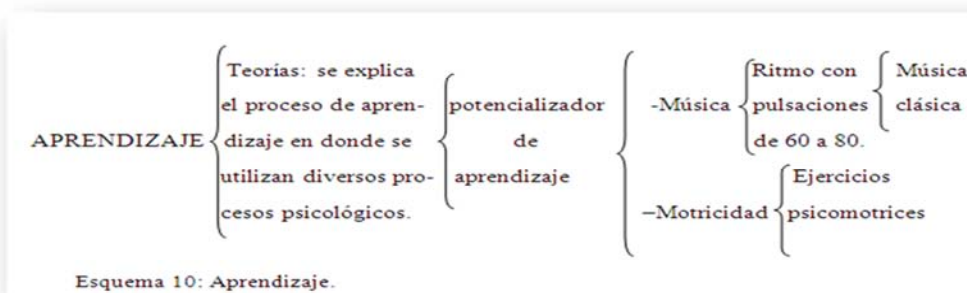 APRENDIZAJE
Teorías: se explica
el proceso de apren-
dizaje en donde se
utilizan diversos pro-
cesos psicológicos.
potencializador
de
aprendizaje
-Música
Ritmo con
pulsaciones
de 60 a 80.
Música
clásica
–Motricidad
Ejercicios
psicomotrices
Esquema 10: Aprendizaje.